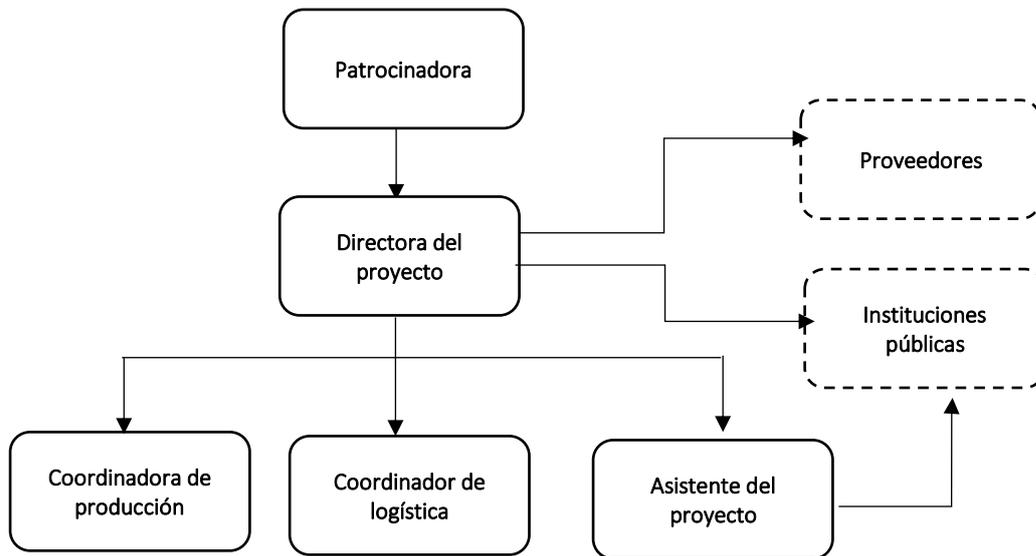 Patrocinadora
Proveedores
Directora del
proyecto
Instituciones
públicas
Coordinadora de
producción
Coordinador de
logística
Asistente del
proyecto